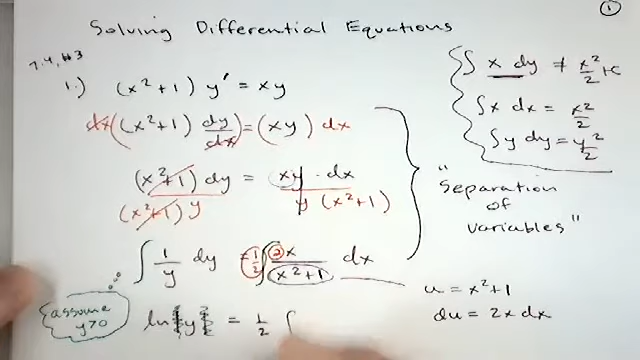 ①
Solving Differential Equations
7.4, #3
1.) (x²+1) y' = xy
dx((x²+1) dy/dx)=(xy) dx
(x²+1) dy = xy · dx
(x²+1) y y (x²+1)
∫ 1/y dy = 1/2 ∫ 2x/(x²+1) dx
assume y>0
ln|y| = 1/2 ∫
∫ x dy ≠ x²/2 + c
∫ x dx = x²/2
∫ y dy = y²/2
"Separation
of
variables"
u = x²+1
du = 2x dx